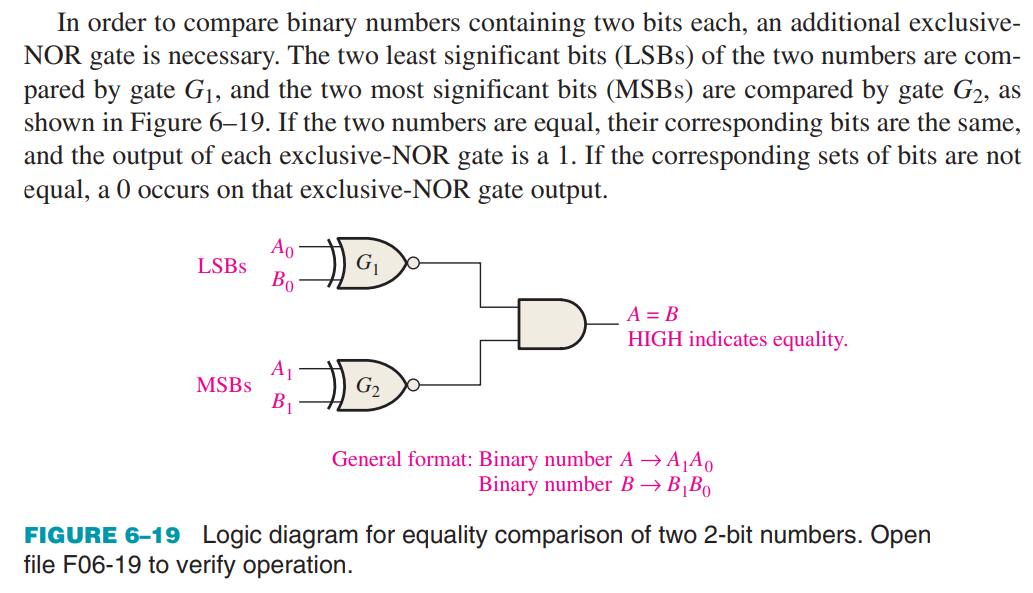 In order to compare binary numbers containing two bits each, an additional exclusive-
NOR gate is necessary. The two least significant bits (LSBs) of the two numbers are com-
pared by gate G₁, and the two most significant bits (MSBs) are compared by gate G₂, as
shown in Figure 6–19. If the two numbers are equal, their corresponding bits are the same,
and the output of each exclusive-NOR gate is a 1. If the corresponding sets of bits are not
equal, a 0 occurs on that exclusive-NOR gate output.
A₀
LSBs
G₁
B₀
A = B
HIGH indicates equality.
A₁
MSBs
G₂
B₁
General format: Binary number A → A₁A₀
Binary number B → B₁B₀
FIGURE 6–19 Logic diagram for equality comparison of two 2-bit numbers. Open
file F06-19 to verify operation.